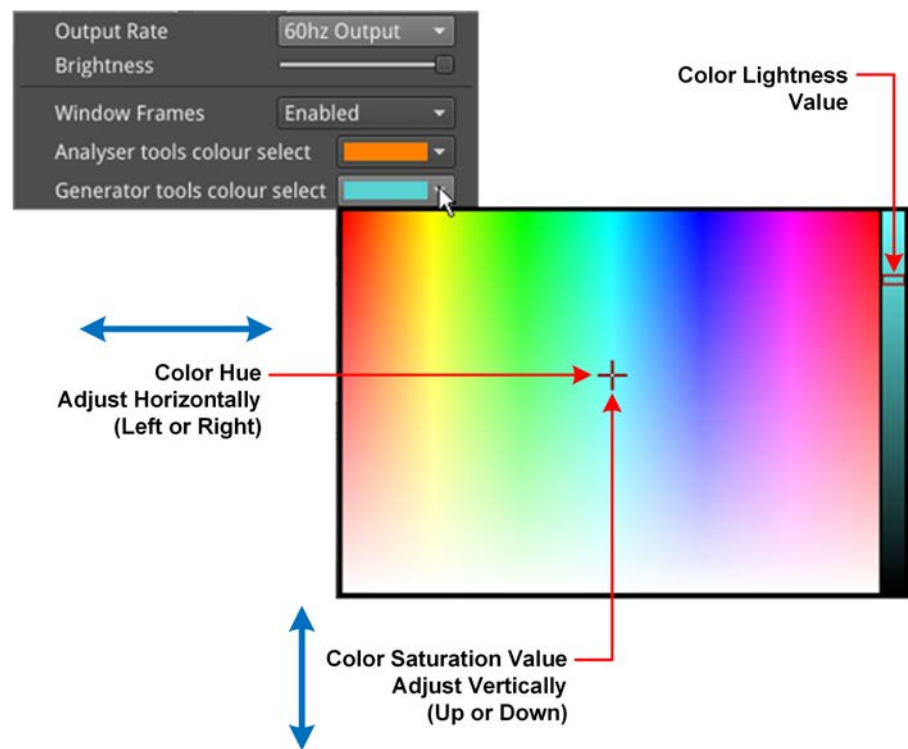 Output Rate 60hz Output
Brightness
Window Frames Enabled
Analyser tools colour select
Generator tools colour select
Color Lightness
Value
Color Hue
Adjust Horizontally
(Left or Right)
Color Saturation Value
Adjust Vertically
(Up or Down)